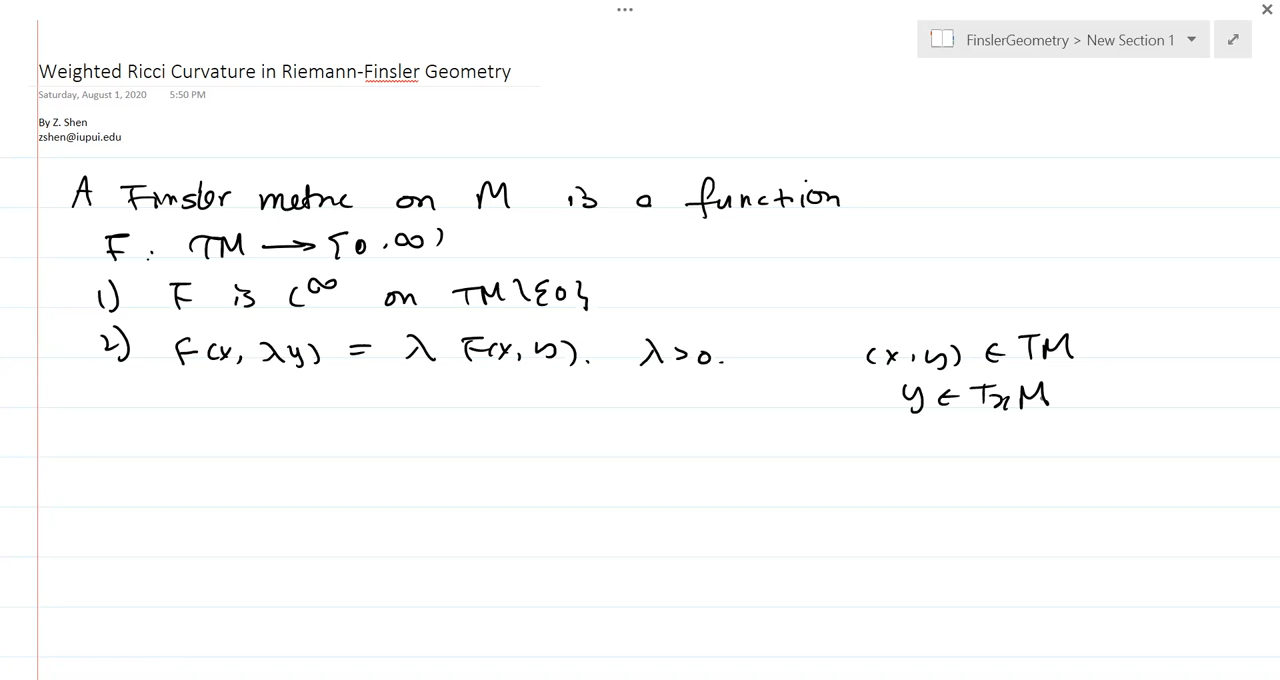 FinslerGeometry > New Section 1
Weighted Ricci Curvature in Riemann-Finsler Geometry
Saturday, August 1, 2020 5:50 PM
By Z. Shen
zshen@iupui.edu
A Finsler metric on M is a function
F : TM → [0, ∞)
1) F is C^∞ on TM \ {0}
2) F(x, λy) = λ F(x, y). λ > 0. (x, y) ∈ TM
y ∈ TxM